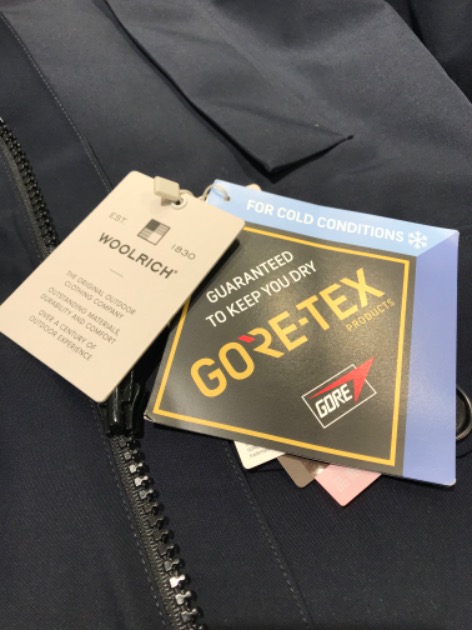 EST
1830
WOOLRICH®
THE ORIGINAL OUTDOOR
CLOTHING COMPANY
OUTSTANDING MATERIALS,
DURABILITY AND COMFORT
OVER A CENTURY OF
OUTDOOR EXPERIENCE
FOR COLD CONDITIONS
GUARANTEED
TO KEEP YOU DRY
GORE-TEX
PRODUCTS
GORE